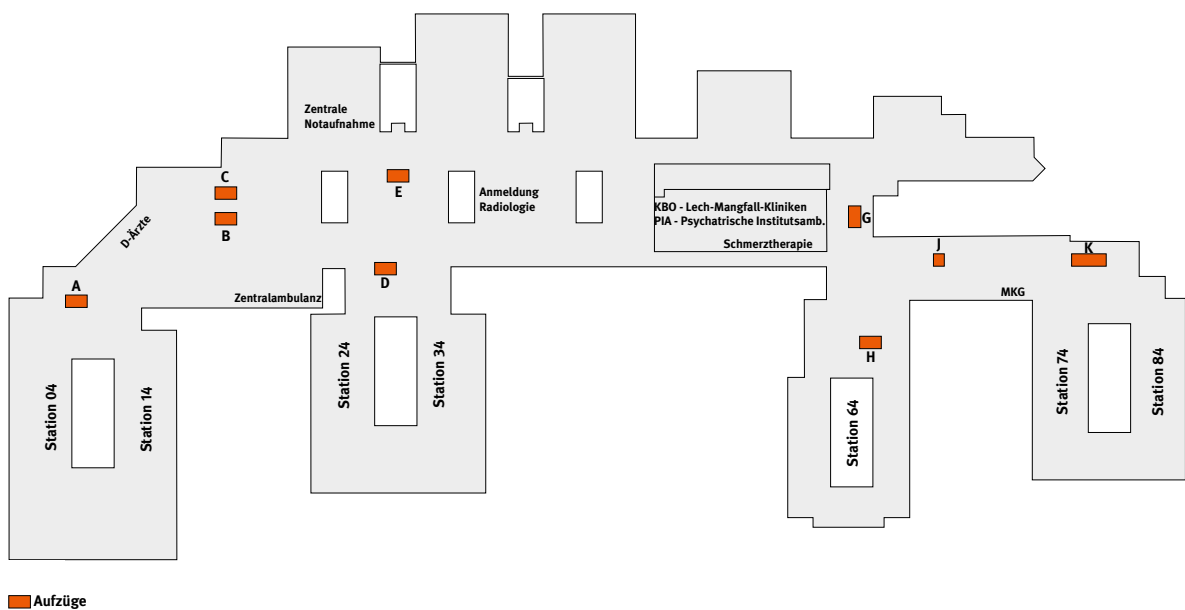 Zentrale
Notaufnahme
C
E
Anmeldung
Radiologie
KBO - Lech-Mangfall-Kliniken
PIA - Psychatrische Institutsamb.
G
D-Ärzte
B
Schmerztherapie
J
K
A
Zentralambulanz
D
MKG
H
Station 04
Station 14
Station 24
Station 34
Station 64
Station 74
Station 84
Aufzüge